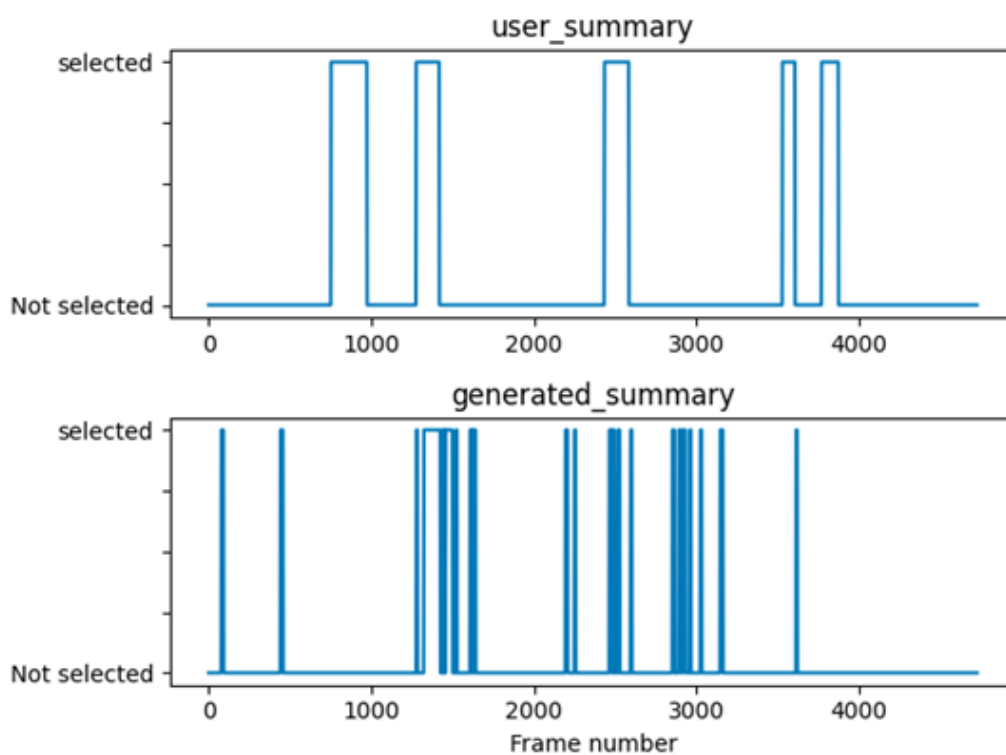 user_summary
selected
Not selected
0 1000 2000 3000 4000
generated_summary
selected
Not selected
0 1000 2000 3000 4000
Frame number